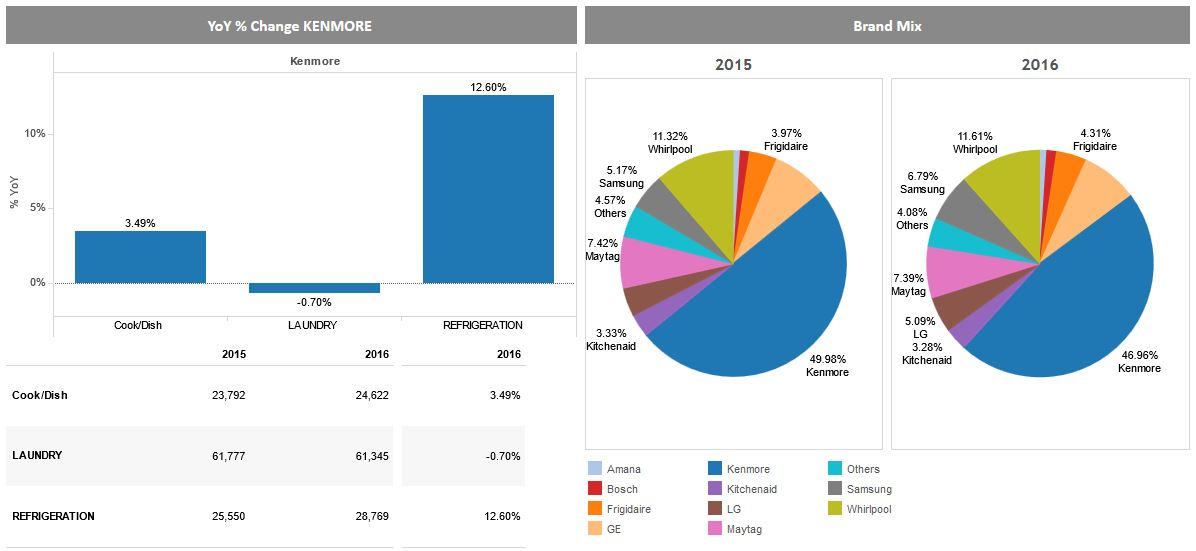 YoY % Change KENMORE
Kenmore
% YoY
10%
5%
0%
3.49%
-0.70%
12.60%
Cook/Dish LAUNDRY REFRIGERATION
2015 2016 2016
Cook/Dish 23,792 24,622 3.49%
LAUNDRY 61,777 61,345 -0.70%
REFRIGERATION 25,550 28,769 12.60%
Brand Mix
2015
11.32%
Whirlpool
3.97%
Frigidaire
5.17%
Samsung
4.57%
Others
7.42%
Maytag
3.33%
Kitchenaid
49.98%
Kenmore
2016
11.61%
Whirlpool
4.31%
Frigidaire
6.79%
Samsung
4.08%
Others
7.39%
Maytag
5.09%
LG
3.28%
Kitchenaid
46.96%
Kenmore
Amana
Bosch
Frigidaire
GE
Kenmore
Kitchenaid
LG
Maytag
Others
Samsung
Whirlpool